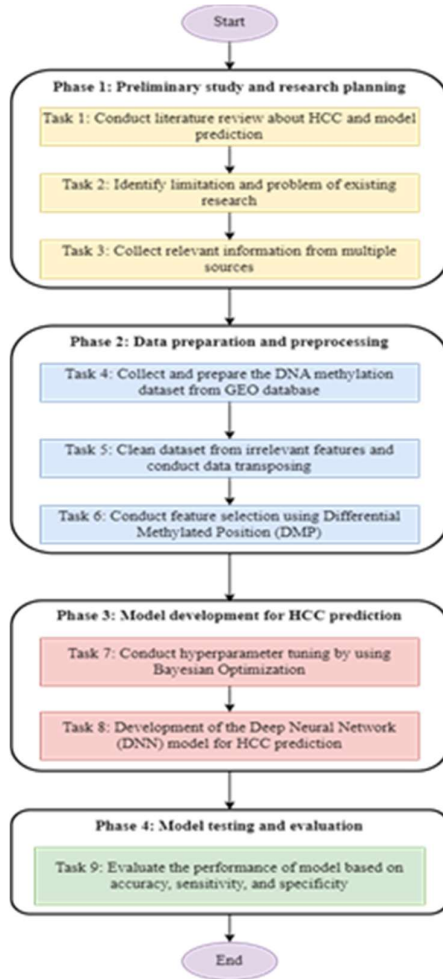 Start
Phase 1: Preliminary study and research planning
Task 1: Conduct literature review about HCC and model
prediction
Task 2: Identify limitation and problem of existing
research
Task 3: Collect relevant information from multiple
sources
Phase 2: Data preparation and preprocessing
Task 4: Collect and prepare the DNA methylation
dataset from GEO database
Task 5: Clean dataset from irrelevant features and
conduct data transposing
Task 6: Conduct feature selection using Differential
Methylated Position (DMP)
Phase 3: Model development for HCC prediction
Task 7: Conduct hyperparameter tuning by using
Bayesian Optimization
Task 8: Development of the Deep Neural Network
(DNN) model for HCC prediction
Phase 4: Model testing and evaluation
Task 9: Evaluate the performance of model based on
accuracy, sensitivity, and specificity
End